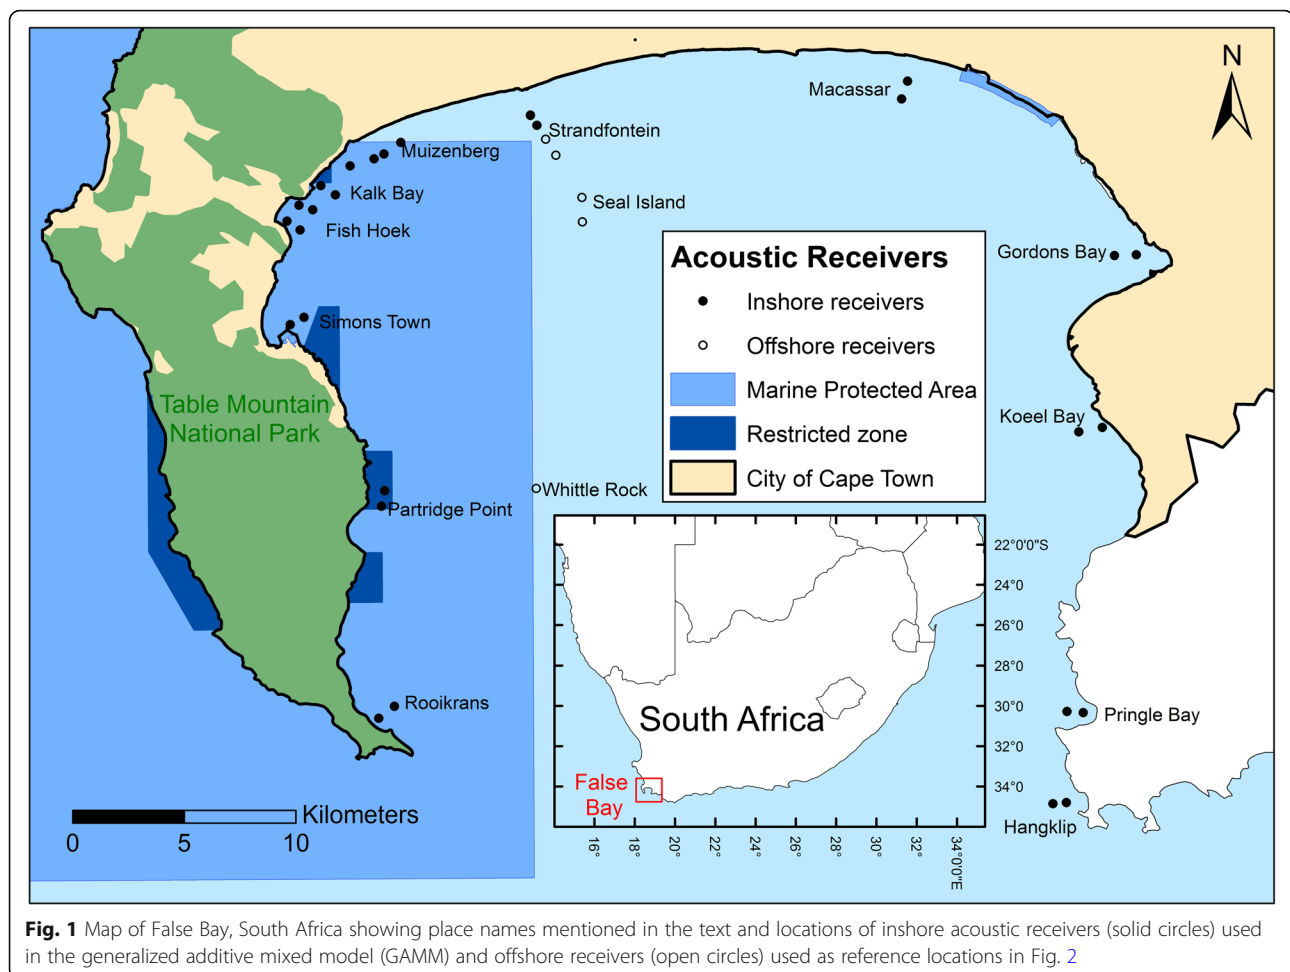 N
Macassar
Strandfontein
Muizenberg
Kalk Bay
Seal Island
Fish Hoek
Gordons Bay
Acoustic Receivers
Inshore receivers
Offshore receivers
Marine Protected Area
Restricted zone
City of Cape Town
Simons Town
Table Mountain
National Park
Koeel Bay
Whittle Rock
Partridge Point
Rooikrans
Pringle Bay
Hangklip
South Africa
False
Bay
22°0'0"S
24°0
26°0
28°0
30°0
32°0
34°0
16°
18°
20°
22°
24°
26°
28°
30°
32°
34°0'0"E
Kilometers
0 5 10
Fig. 1 Map of False Bay, South Africa showing place names mentioned in the text and locations of inshore acoustic receivers (solid circles) used
in the generalized additive mixed model (GAMM) and offshore receivers (open circles) used as reference locations in Fig. 2